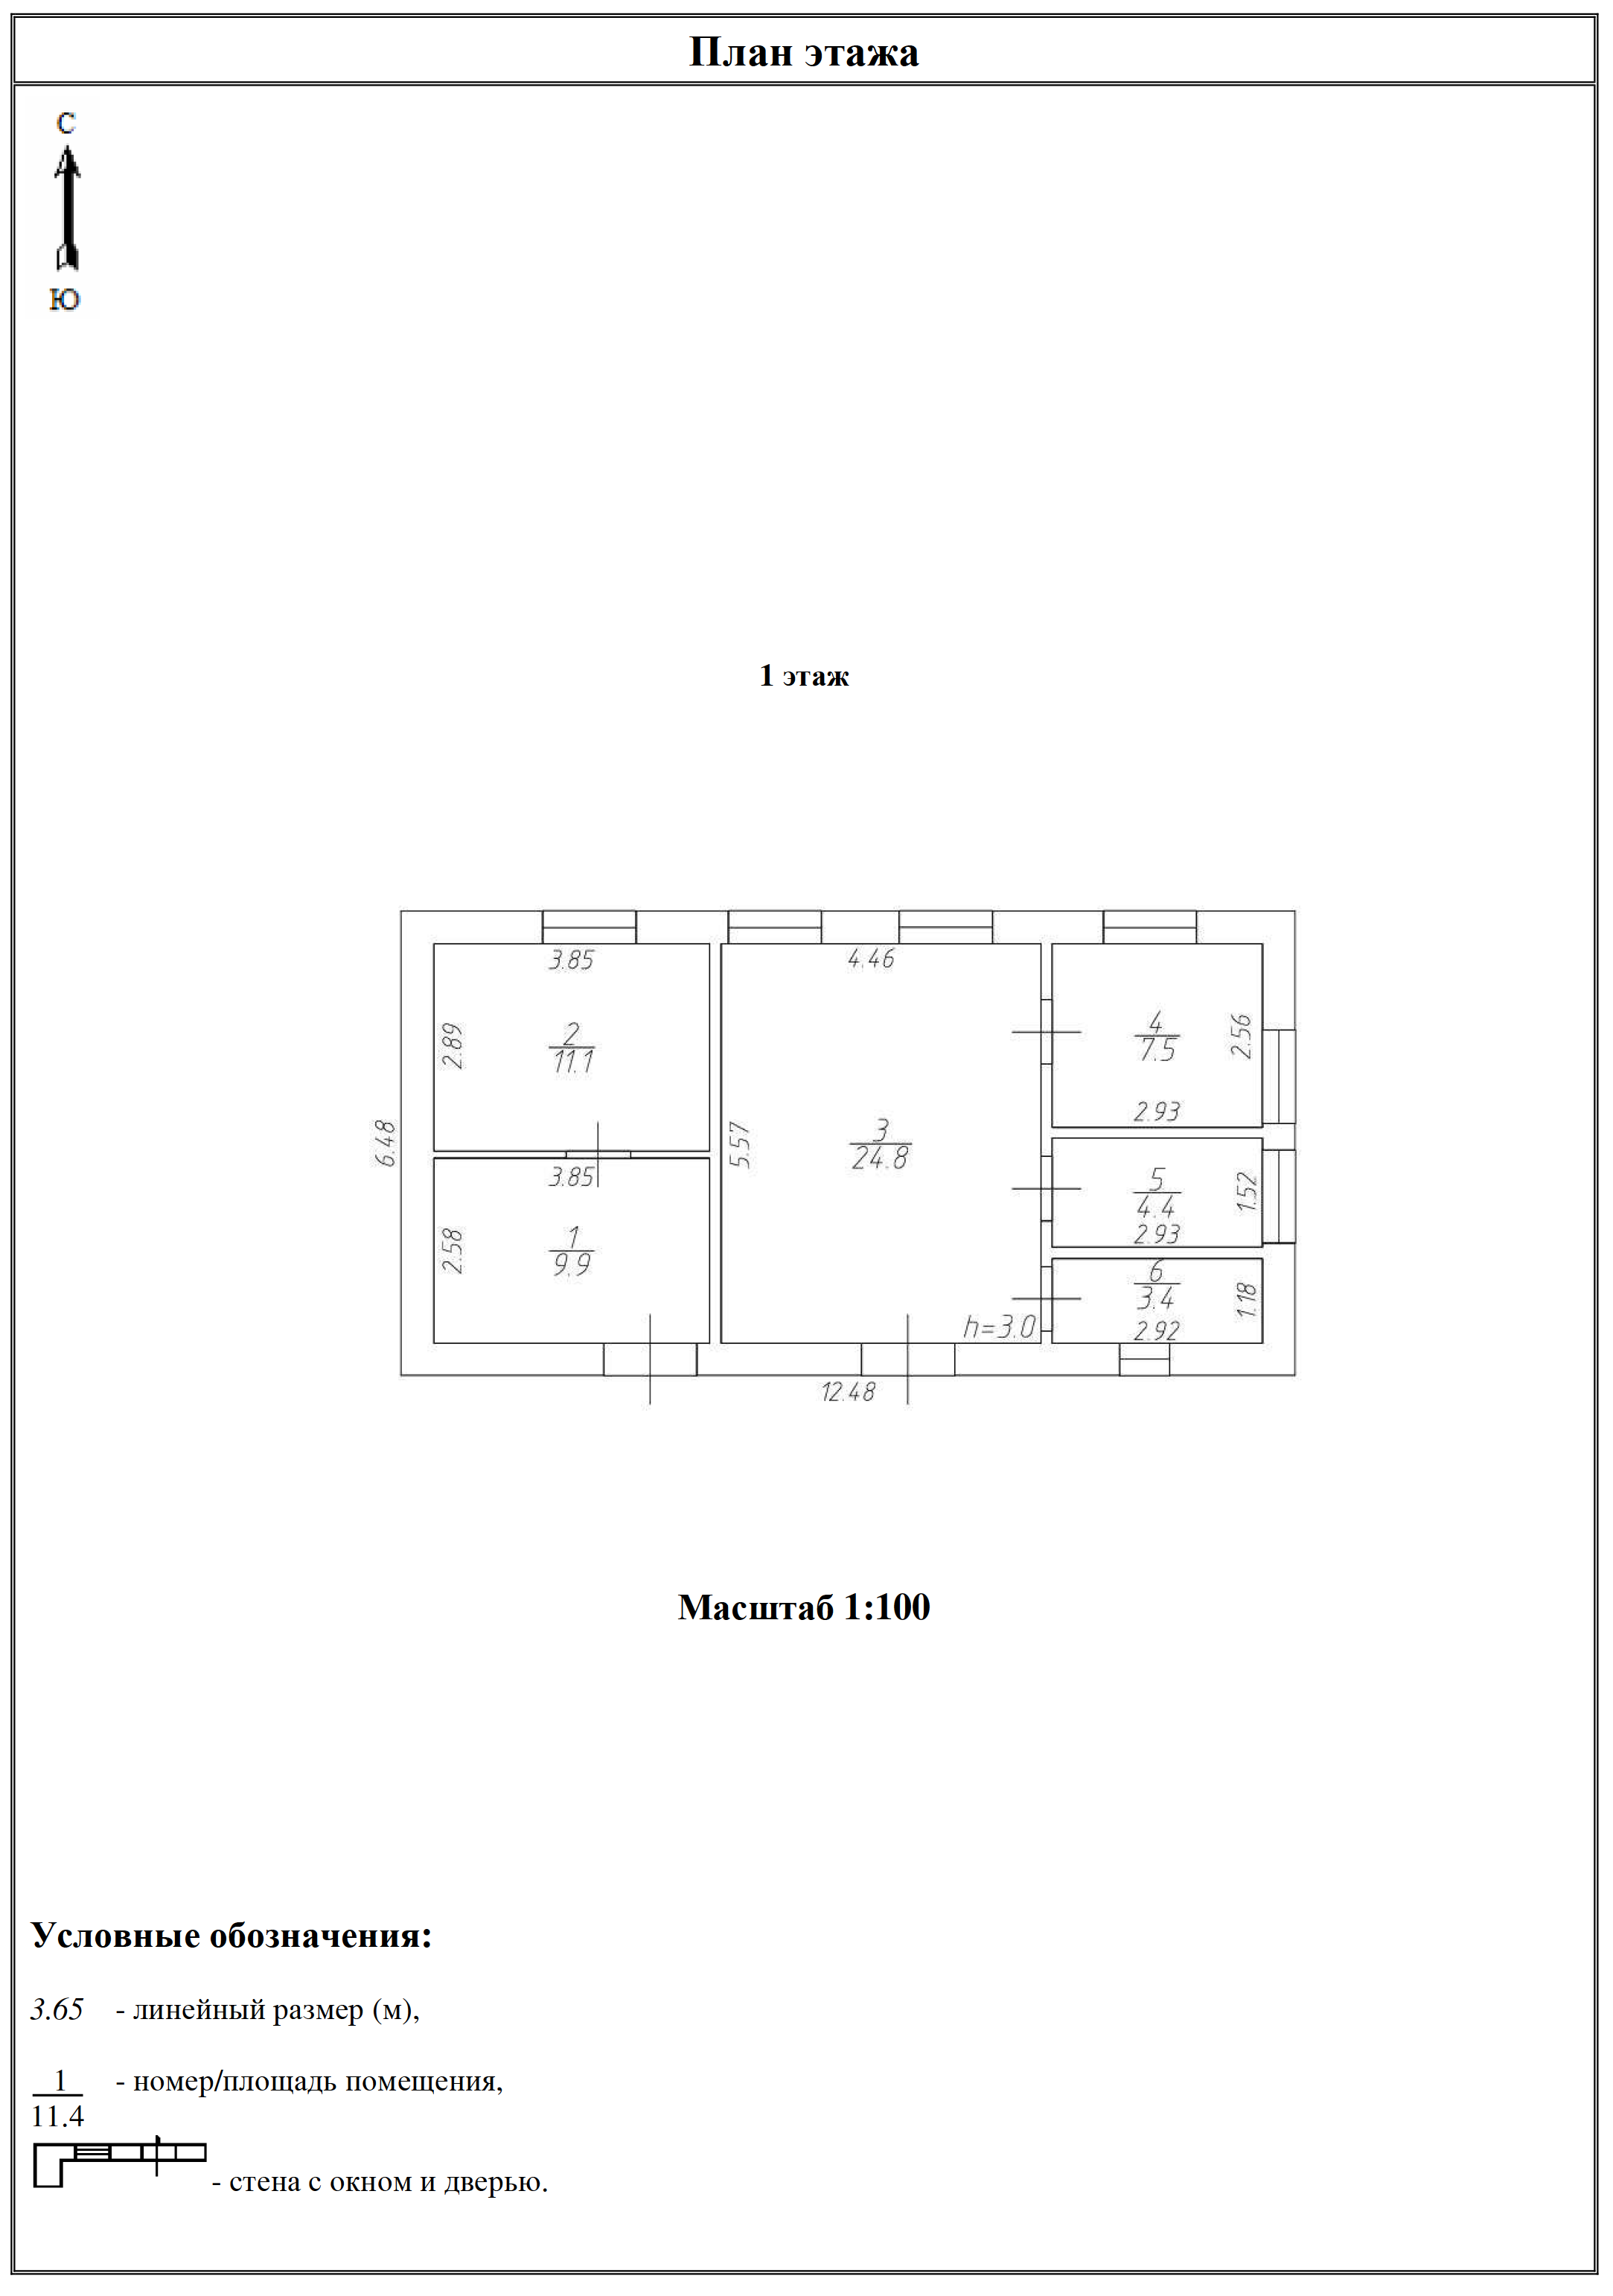 План этажа
С
Ю
1 этаж
3.85
4.46
2.89
2
11.1
4
7.5
2.56
2.93
6.48
5.57
3
24.8
3.85
5
4.4
1.52
2.93
2.58
1
9.9
6
3.4
1.18
h=3.0
2.92
12.48
Масштаб 1:100
Условные обозначения:
3.65 - линейный размер (м),
1 - номер/площадь помещения,
11.4
- стена с окном и дверью.